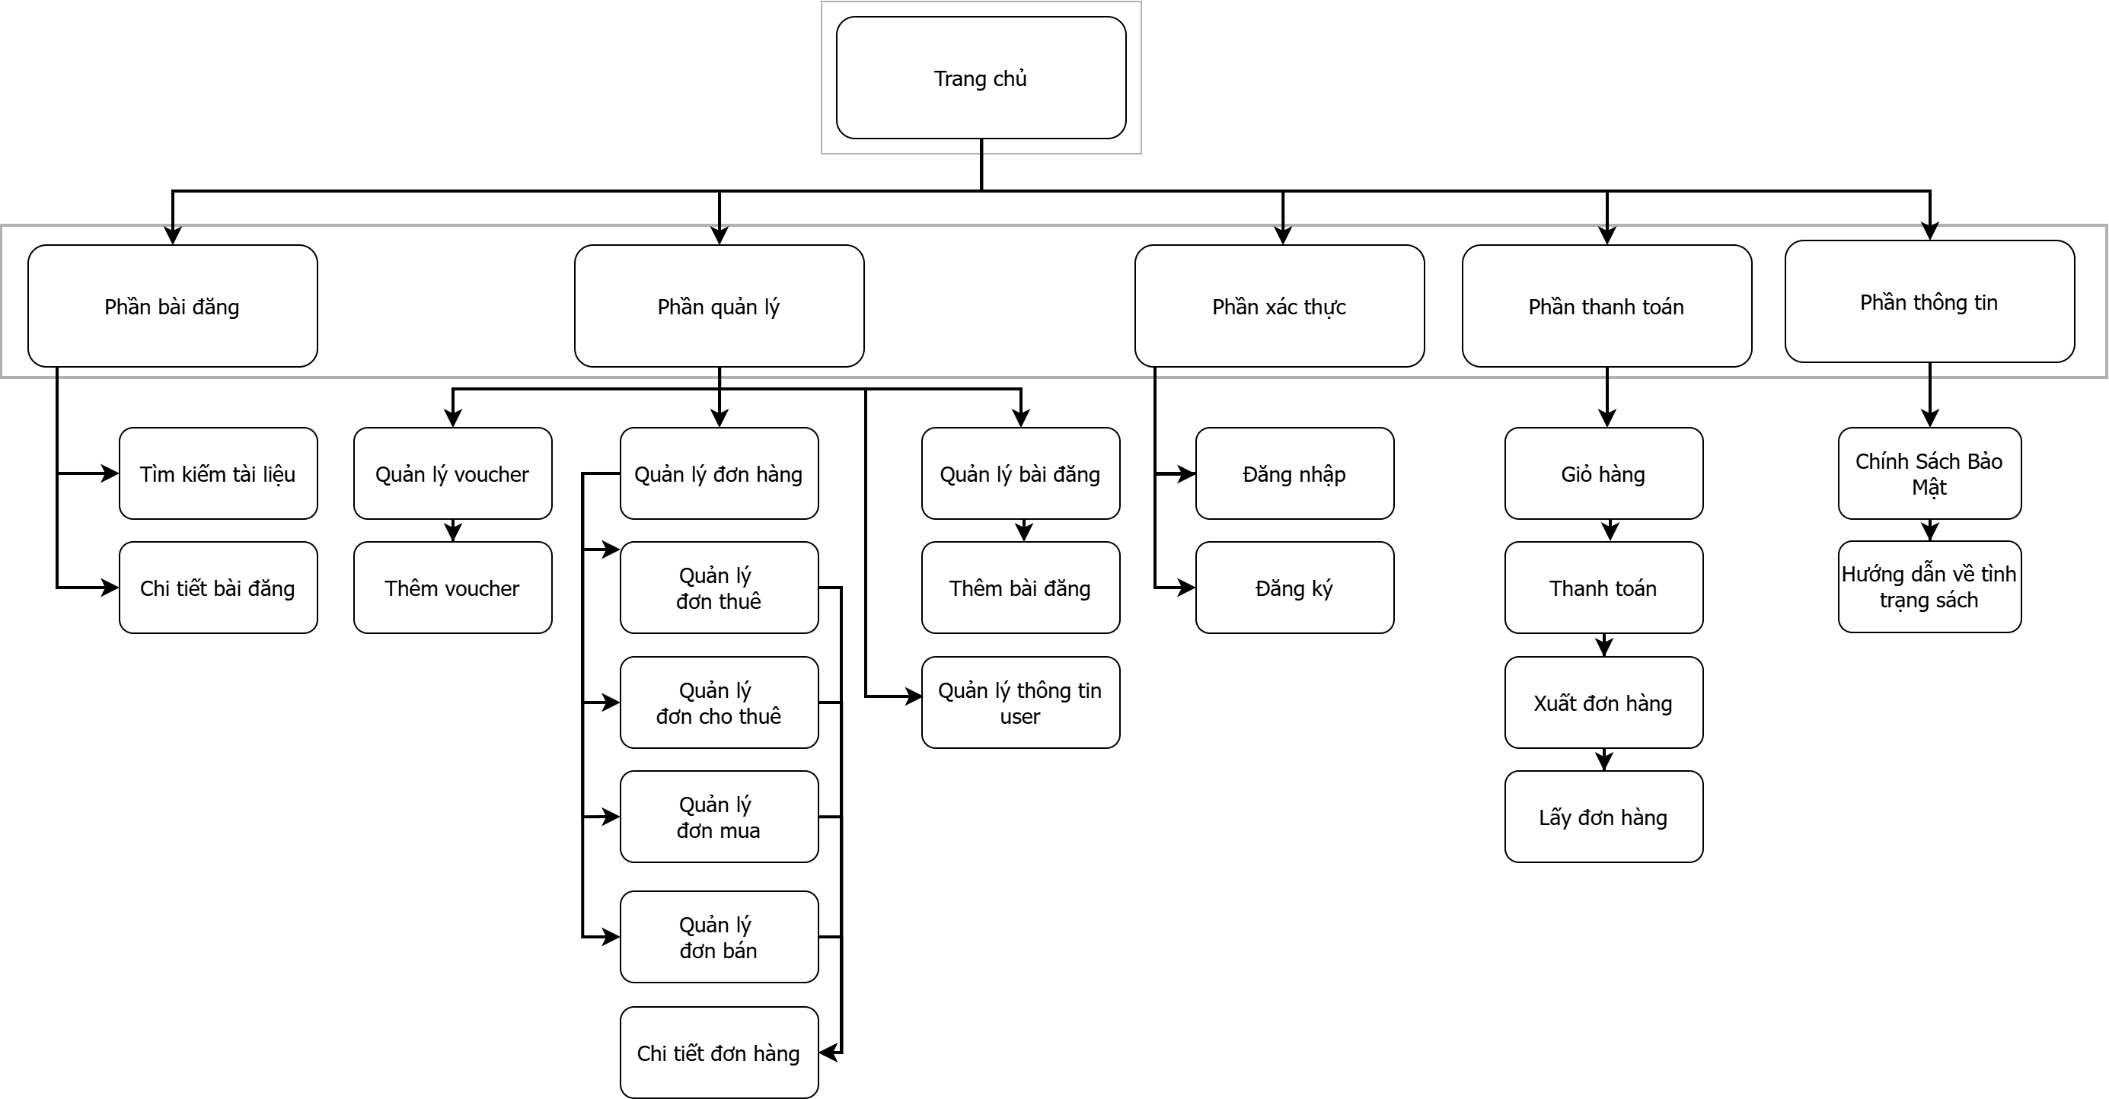 Trang chủ
Phần bài đăng
Phần quản lý
Phần xác thực
Phần thanh toán
Phần thông tin
Tìm kiếm tài liệu
Chi tiết bài đăng
Quản lý voucher
Thêm voucher
Quản lý đơn hàng
Quản lý
đơn thuê
Quản lý
đơn cho thuê
Quản lý
đơn mua
Quản lý
đơn bán
Chi tiết đơn hàng
Quản lý bài đăng
Thêm bài đăng
Quản lý thông tin
user
Đăng nhập
Đăng ký
Giỏ hàng
Thanh toán
Xuất đơn hàng
Lấy đơn hàng
Chính Sách Bảo
Mật
Hướng dẫn về tình
trạng sách